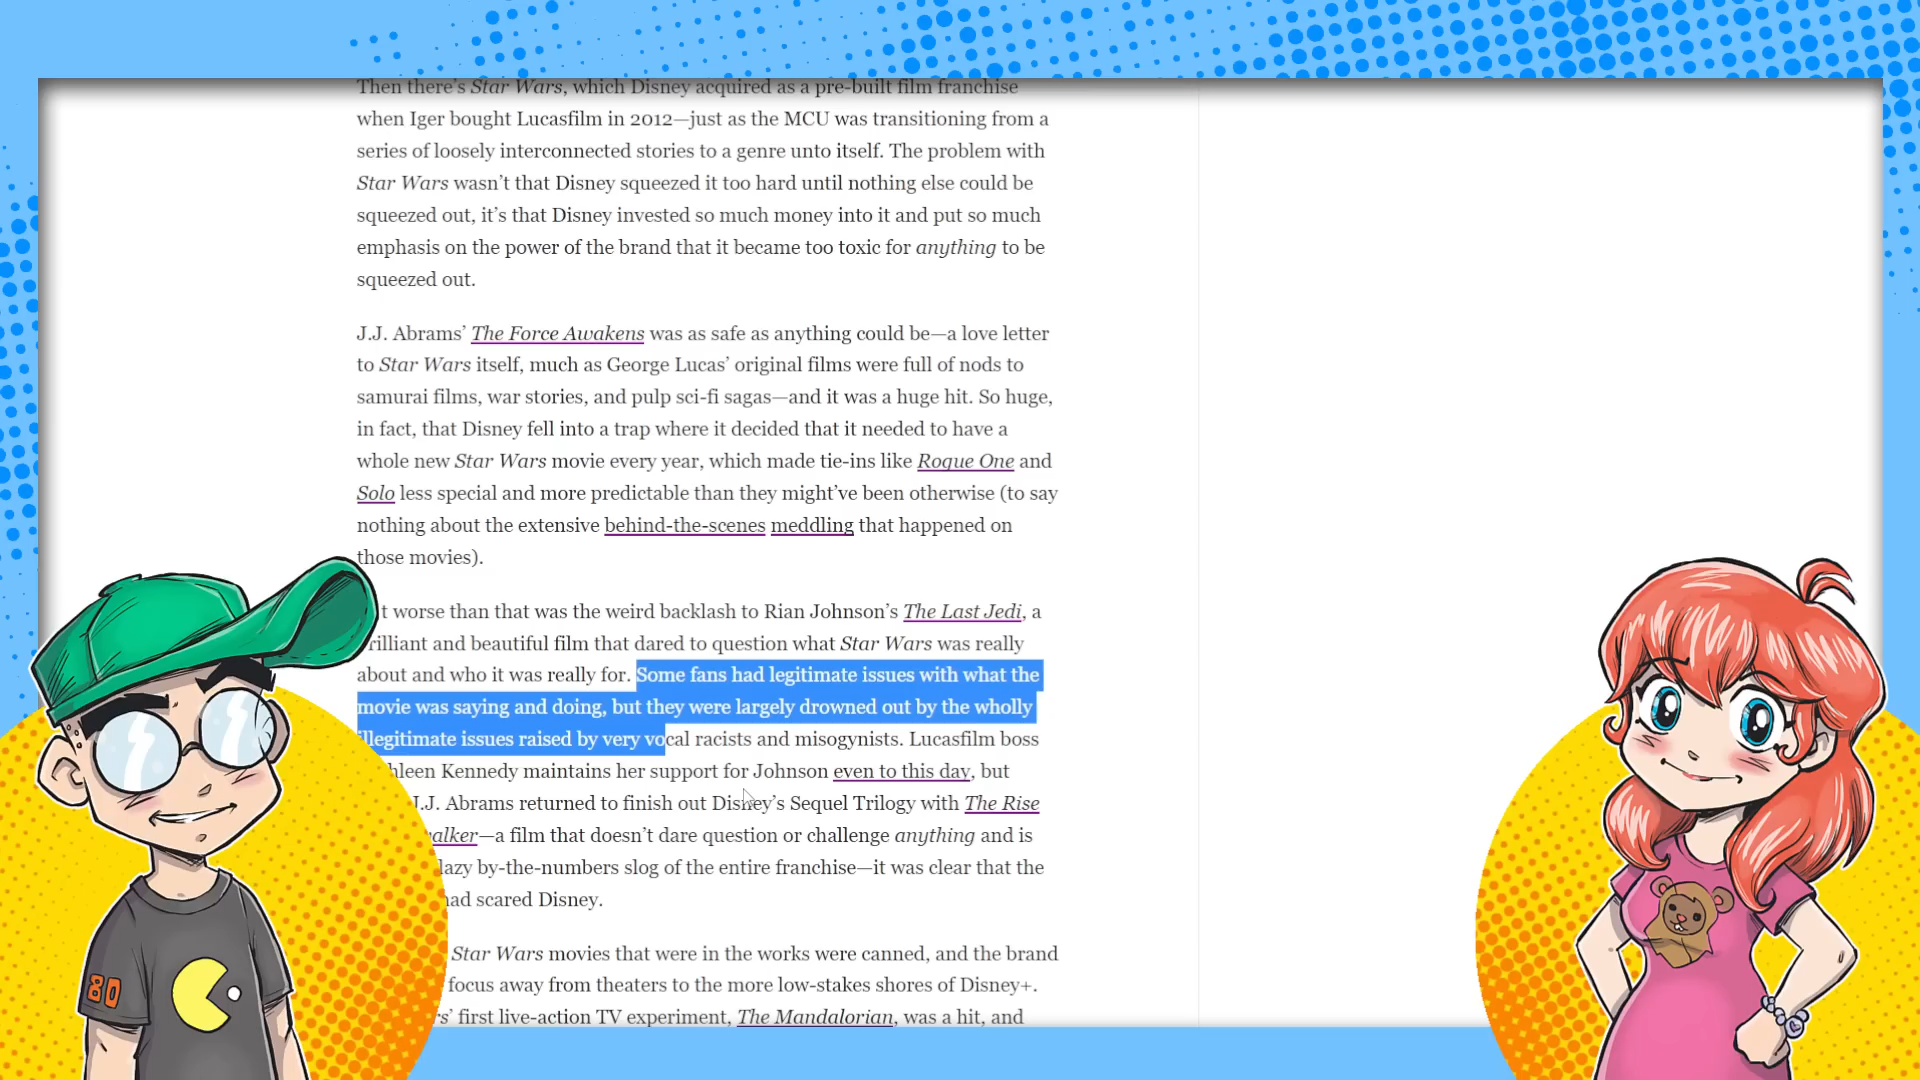 Then there's Star Wars, which Disney acquired as a pre-built film franchise
when Iger bought Lucasfilm in 2012—just as the MCU was transitioning from a
series of loosely interconnected stories to a genre unto itself. The problem with
Star Wars wasn't that Disney squeezed it too hard until nothing else could be
squeezed out, it's that Disney invested so much money into it and put so much
emphasis on the power of the brand that it became too toxic for anything to be
squeezed out.
J.J. Abrams' The Force Awakens was as safe as anything could be—a love letter
to Star Wars itself, much as George Lucas' original films were full of nods to
samurai films, war stories, and pulp sci-fi sagas—and it was a huge hit. So huge,
in fact, that Disney fell into a trap where it decided that it needed to have a
whole new Star Wars movie every year, which made tie-ins like Rogue One and
Solo less special and more predictable than they might've been otherwise (to say
nothing about the extensive behind-the-scenes meddling that happened on
those movies).
t worse than that was the weird backlash to Rian Johnson's The Last Jedi, a
rilliant and beautiful film that dared to question what Star Wars was really
about and who it was really for. Some fans had legitimate issues with what the
movie was saying and doing, but they were largely drowned out by the wholly
illegitimate issues raised by very vocal racists and misogynists. Lucasfilm boss
hleen Kennedy maintains her support for Johnson even to this day, but
J.J. Abrams returned to finish out Disney's Sequel Trilogy with The Rise
alker—a film that doesn't dare question or challenge anything and is
lazy by-the-numbers slog of the entire franchise—it was clear that the
had scared Disney.
Star Wars movies that were in the works were canned, and the brand
focus away from theaters to the more low-stakes shores of Disney+.
rs' first live-action TV experiment, The Mandalorian, was a hit, and
80